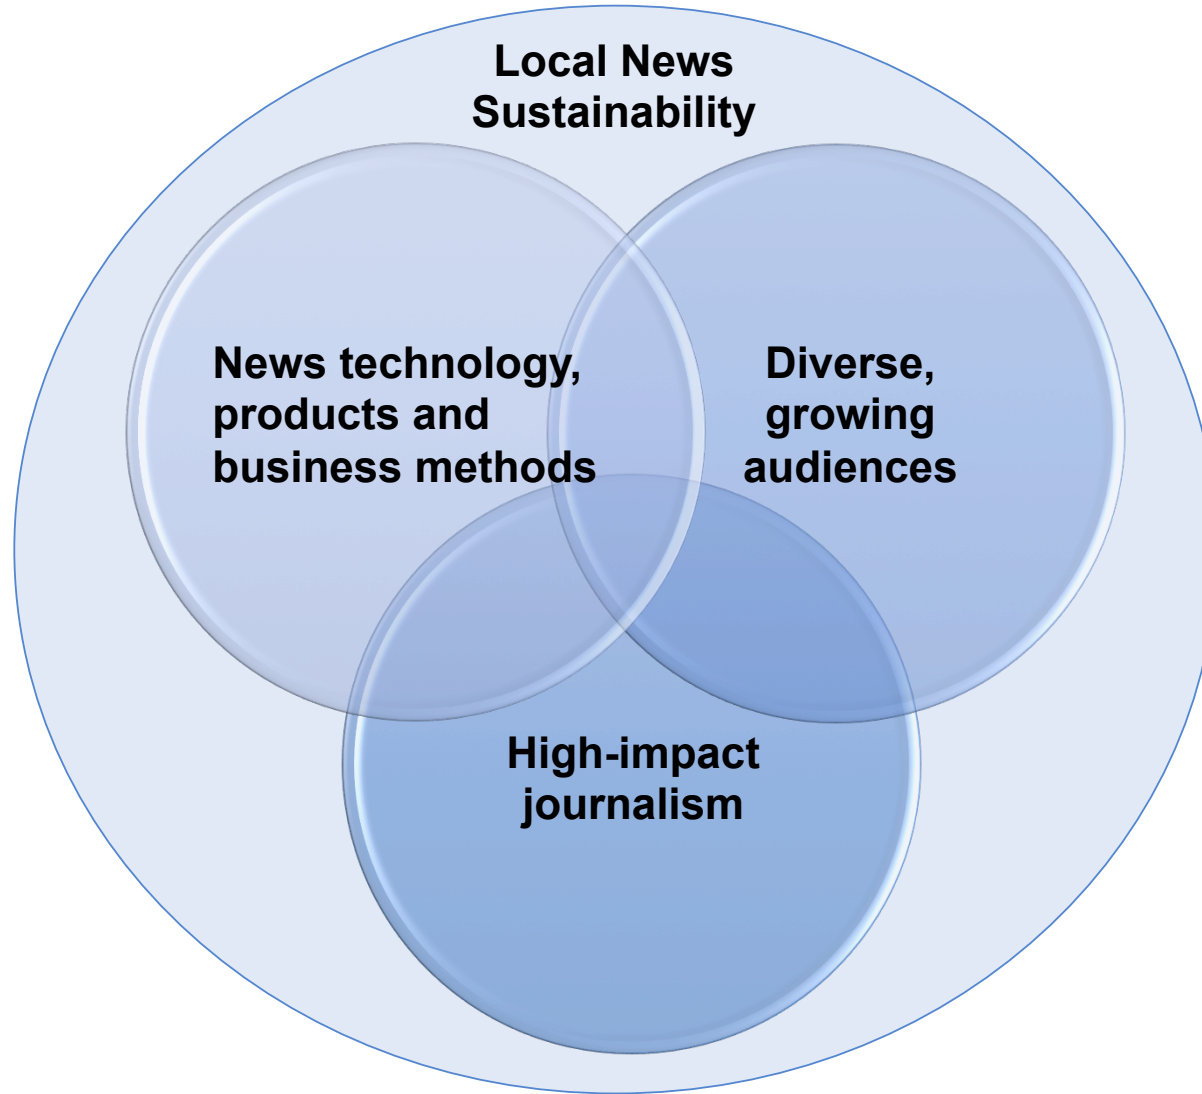 Local News
Sustainability
News technology,
products and
business methods
Diverse,
growing
audiences
High-impact
journalism